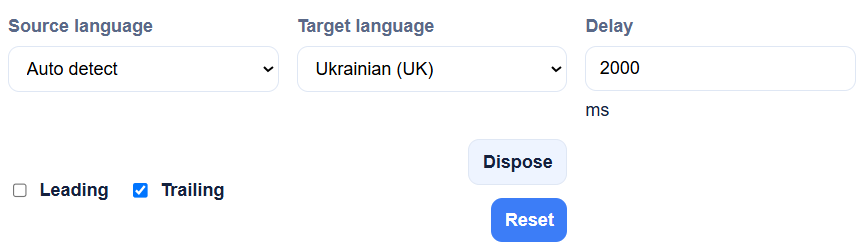 Source language
Target language
Delay
Auto detect
Ukrainian (UK)
2000
ms
Dispose
Leading
Trailing
Reset